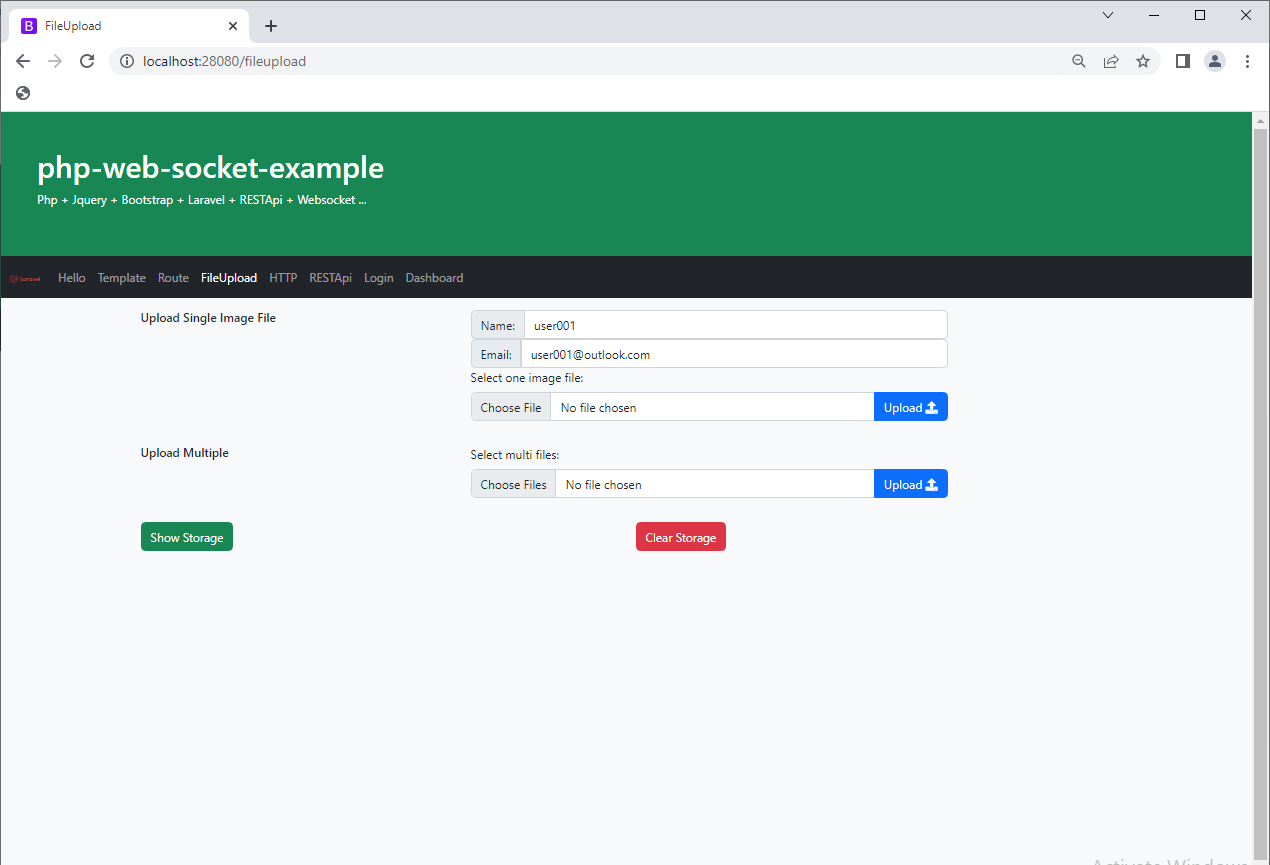 FileUpload
localhost:28080/fileupload
php-web-socket-example
Php + Jquery + Bootstrap + Laravel + RESTApi + Websocket ...
Laravel Hello Template Route FileUpload HTTP RESTApi Login Dashboard
Upload Single Image File
Name: user001
Email: user001@outlook.com
Select one image file:
Choose File No file chosen Upload
Upload Multiple
Select multi files:
Choose Files No file chosen Upload
Show Storage Clear Storage
Activate Windows